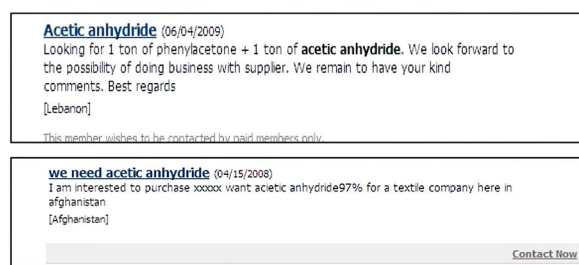 Acetic anhydride (06/04/2009)
Looking for 1 ton of phenylacetone + 1 ton of acetic anhydride. We look forward to
the possibility of doing business with supplier. We remain to have your kind
comments. Best regards
[Lebanon]
This member wishes to be contacted by paid members only.
we need acetic anhydride (04/15/2008)
I am interested to purchase xxxxx want acietic anhydride97% for a textile company here in
afghanistan
[Afghanistan]
Contact Now